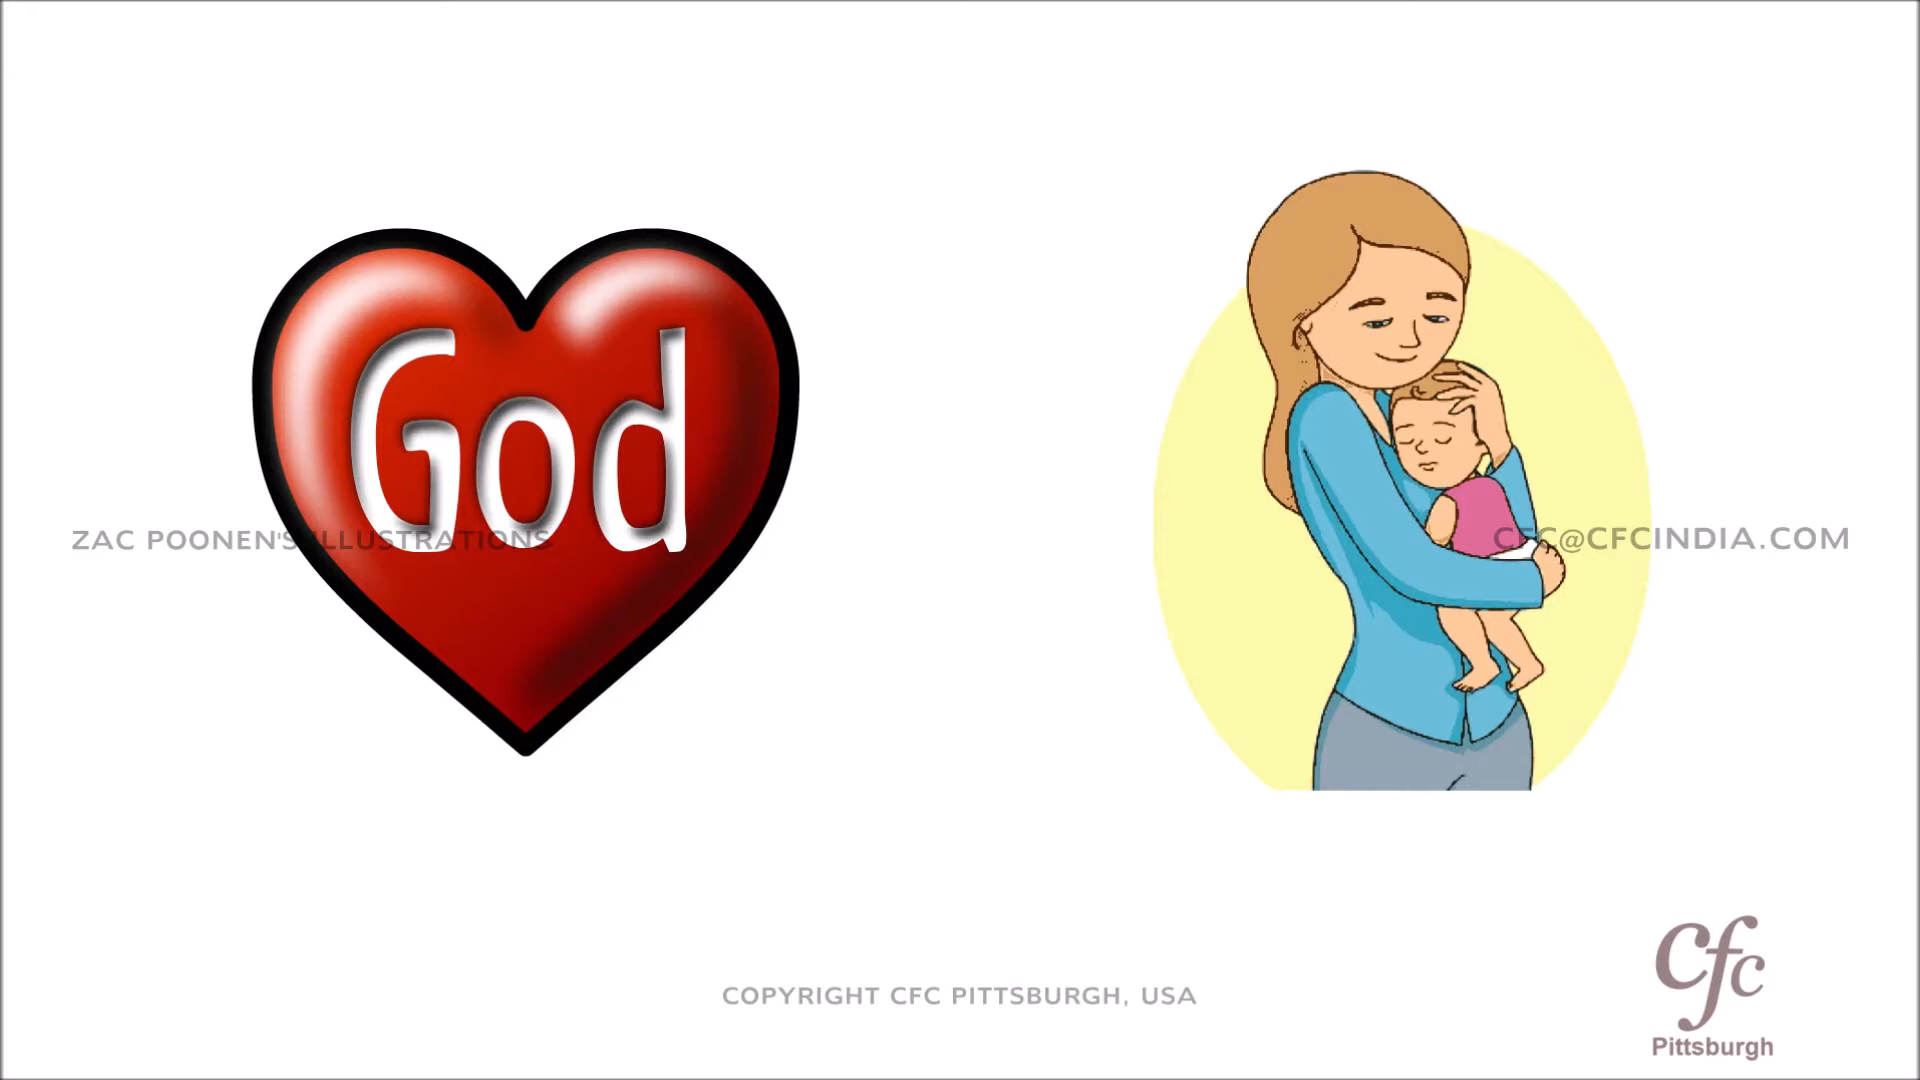 God
ZAC POONEN'S ILLUSTRATIONS
CFC@CFCINDIA.COM
COPYRIGHT CFC PITTSBURGH, USA
cfc
Pittsburgh